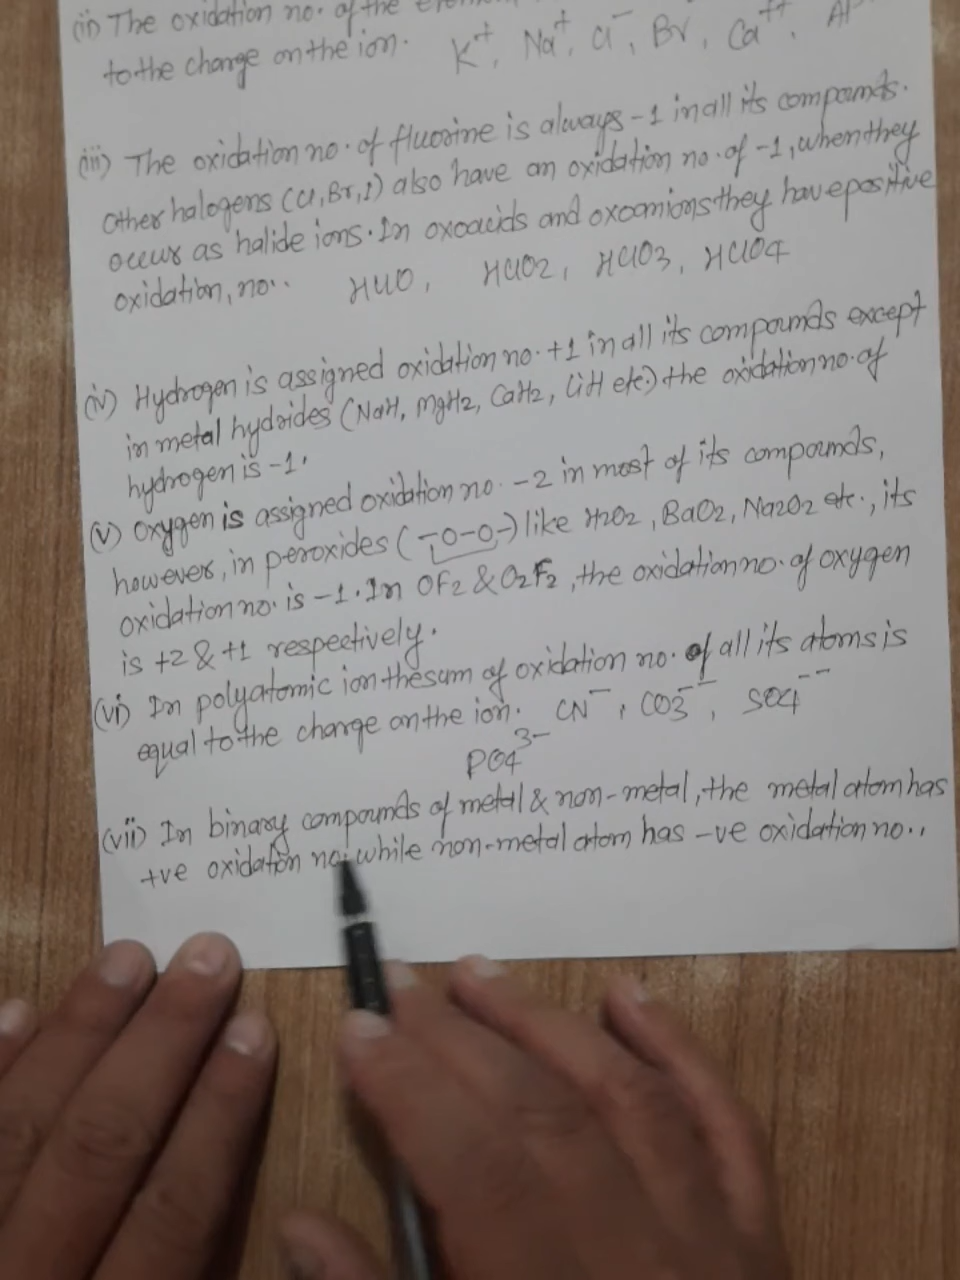 (ii) The oxidation no. of the
to the charge on the ion. K⁺, Na⁺, Cl⁻, Br⁻, Ca⁺⁺, Al
(iii) The oxidation no. of fluorine is always -1 in all its compounds.
Other halogens (Cl, Br, I) also have an oxidation no. of -1, when they
occur as halide ions. In oxoacids and oxoanions they have positive
oxidation, no.. HClO, HClO2, HClO3, HClO4
(iv) Hydrogen is assigned oxidation no. +1 in all its compounds except
in metal hydrides (NaH, MgH2, CaH2, LiH etc.) the oxidation no. of
hydrogen is -1.
(v) Oxygen is assigned oxidation no. -2 in most of its compounds,
however, in peroxides (-O-O-) like H2O2, BaO2, Na2O2 etc., its
oxidation no. is -1. In OF2 & O2F2, the oxidation no. of oxygen
is +2 & +1 respectively.
(vi) In polyatomic ion the sum of oxidation no. of all its atoms is
equal to the charge on the ion. CN⁻, CO3⁻⁻, SO4⁻⁻
PO4³⁻
(vii) In binary compounds of metal & non-metal, the metal atom has
+ve oxidation no. while non-metal atom has -ve oxidation no..